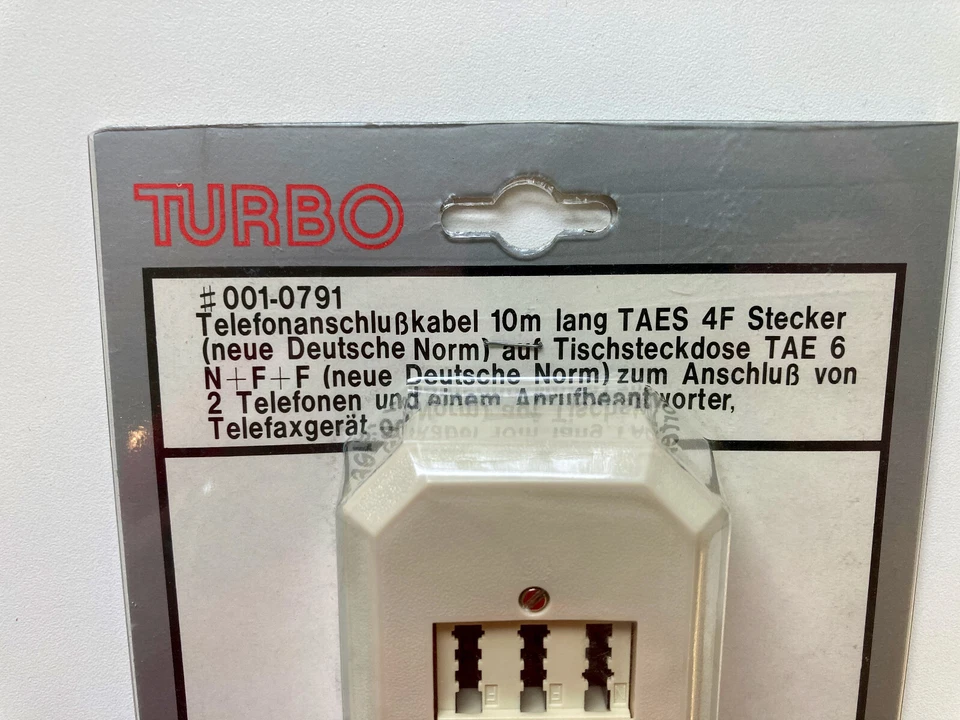 TURBO
#001-0791
Telefonanschlußkabel 10m lang TAES 4F Stecker
(neue Deutsche Norm) auf Tischsteckdose TAE 6
N+F+F (neue Deutsche Norm) zum Anschluß von
2 Telefonen und einem Anrufbeantworter,
Telefaxgerät
F F N